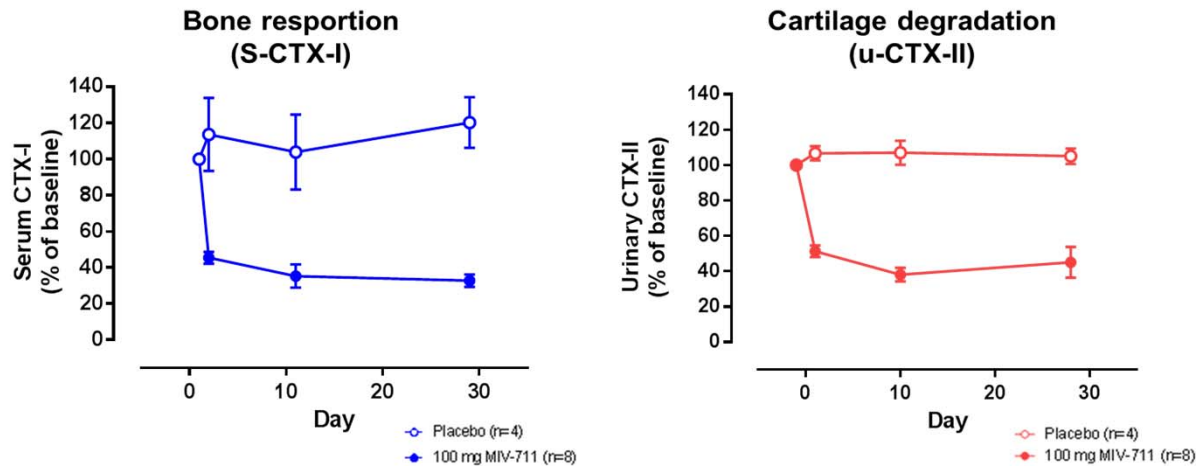 Bone resportion
(S-CTX-I)
Serum CTX-I
(% of baseline)
140
120
100
80
60
40
20
0
0 10 20 30
Day
Placebo (n=4)
100 mg MIV-711 (n=8)
Cartilage degradation
(u-CTX-II)
Urinary CTX-II
(% of baseline)
140
120
100
80
60
40
20
0
0 10 20 30
Day
Placebo (n=4)
100 mg MIV-711 (n=8)